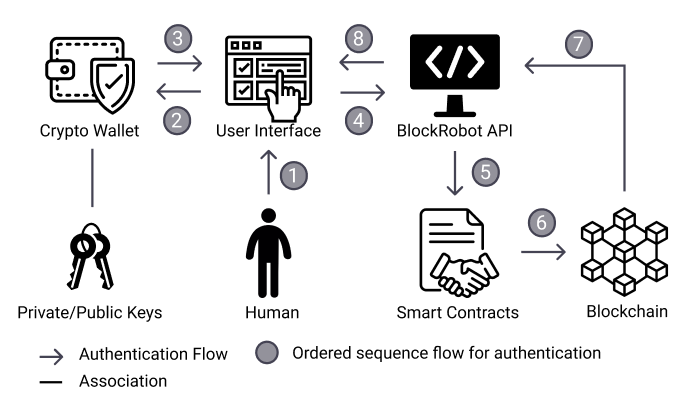 3
8
7
2
4
Crypto Wallet
User Interface
BlockRobot API
1
5
6
Private/Public Keys
Human
Smart Contracts
Blockchain
Authentication Flow
Ordered sequence flow for authentication
Association